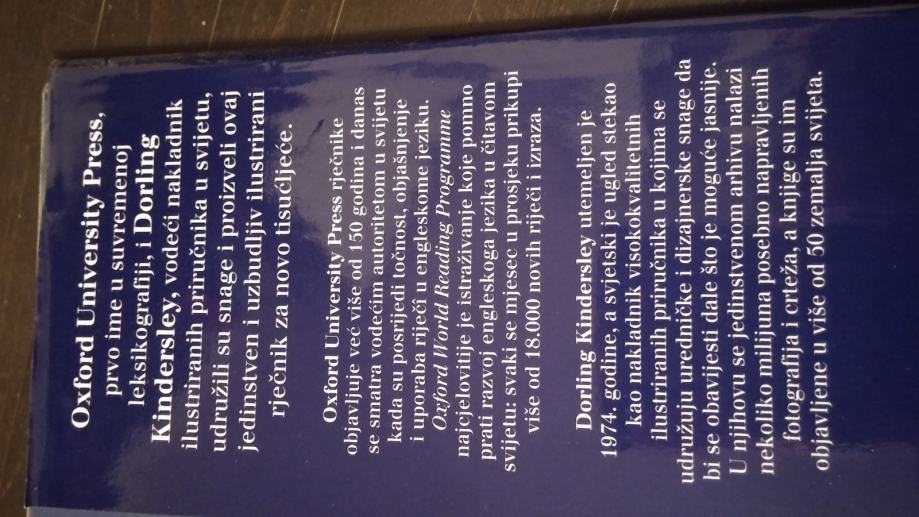 Oxford University Press,
prvo ime u suvremenoj
leksikografiji, i Dorling
Kindersley, vodeći nakladnik
ilustriranih priručnika u svijetu,
udružili su snage i proizveli ovaj
jedinstven i uzbudljiv ilustrirani
rječnik za novo tisućljeće.
Oxford University Press rječnike
objavljuje već više od 150 godina i danas
se smatra vodećim autoritetom u svijetu
kada su posrijedi točnost, objašnjenje
i uporaba riječi u engleskome jeziku.
Oxford World Reading Programme
najcjelovitije je istraživanje koje pomno
prati razvoj engleskoga jezika u čitavom
svijetu: svaki se mjesec u prosjeku prikupi
više od 18.000 novih riječi i izraza.
Dorling Kindersley utemeljen je
1974. godine, a svjetski je ugled stekao
kao nakladnik visokokvalitetnih
ilustriranih priručnika u kojima se
udružuju uredničke i dizajnerske snage da
bi se obavijesti dale što je moguće jasnije.
U njihovu se jedinstvenom arhivu nalazi
nekoliko milijuna posebno napravljenih
fotografija i crteža, a knjige su im
objavljene u više od 50 zemalja svijeta.